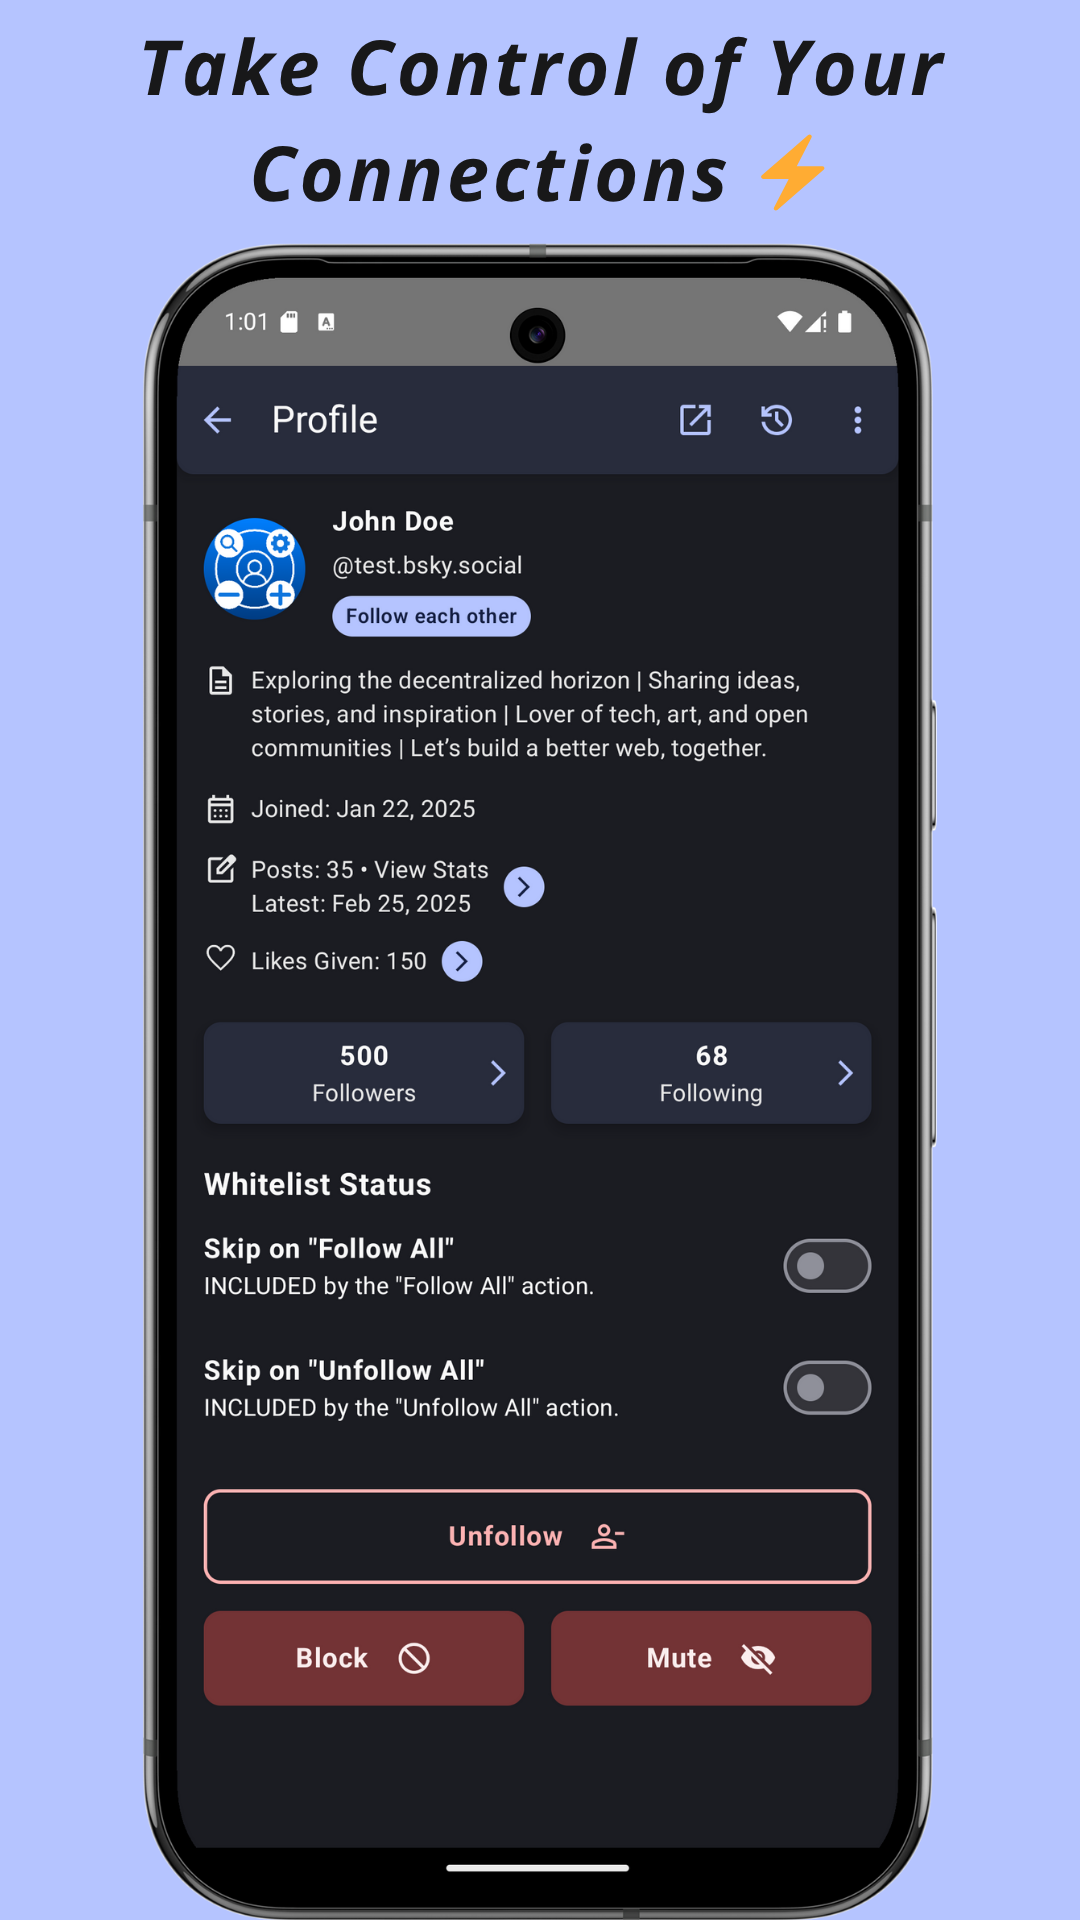 Take Control of Your
Connections ⚡
1:01
Profile
John Doe
@test.bsky.social
Follow each other
Exploring the decentralized horizon | Sharing ideas,
stories, and inspiration | Lover of tech, art, and open
communities | Let’s build a better web, together.
Joined: Jan 22, 2025
Posts: 35 • View Stats
Latest: Feb 25, 2025
Likes Given: 150
500
Followers
68
Following
Whitelist Status
Skip on "Follow All"
INCLUDED by the "Follow All" action.
Skip on "Unfollow All"
INCLUDED by the "Unfollow All" action.
Unfollow
Block
Mute